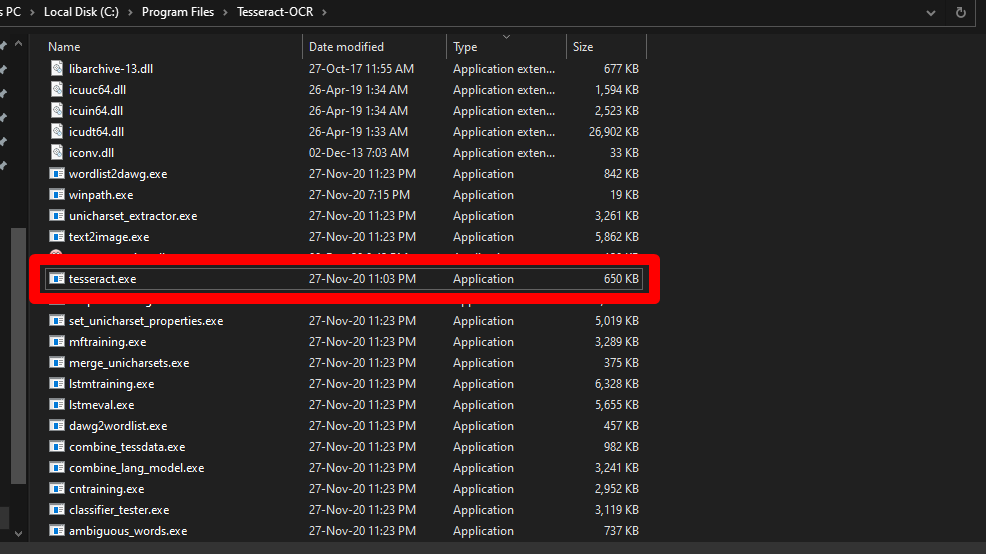 s PC > Local Disk (C:) > Program Files > Tesseract-OCR >
Name Date modified Type Size
libarchive-13.dll 27-Oct-17 11:55 AM Application exten... 677 KB
icuuc64.dll 26-Apr-19 1:34 AM Application exten... 1,594 KB
icuin64.dll 26-Apr-19 1:34 AM Application exten... 2,523 KB
icudt64.dll 26-Apr-19 1:33 AM Application exten... 26,902 KB
iconv.dll 02-Dec-13 7:03 AM Application exten... 33 KB
wordlist2dawg.exe 27-Nov-20 11:23 PM Application 842 KB
winpath.exe 27-Nov-20 7:15 PM Application 19 KB
unicharset_extractor.exe 27-Nov-20 11:23 PM Application 3,261 KB
text2image.exe 27-Nov-20 11:23 PM Application 5,862 KB
tesseract.exe 27-Nov-20 11:03 PM Application 650 KB
set_unicharset_properties.exe 27-Nov-20 11:23 PM Application 5,019 KB
mftraining.exe 27-Nov-20 11:23 PM Application 3,289 KB
merge_unicharsets.exe 27-Nov-20 11:23 PM Application 375 KB
lstmtraining.exe 27-Nov-20 11:23 PM Application 6,328 KB
lstmeval.exe 27-Nov-20 11:23 PM Application 5,655 KB
dawg2wordlist.exe 27-Nov-20 11:23 PM Application 457 KB
combine_tessdata.exe 27-Nov-20 11:23 PM Application 982 KB
combine_lang_model.exe 27-Nov-20 11:23 PM Application 3,241 KB
cntraining.exe 27-Nov-20 11:23 PM Application 2,952 KB
classifier_tester.exe 27-Nov-20 11:23 PM Application 3,119 KB
ambiguous_words.exe 27-Nov-20 11:23 PM Application 737 KB